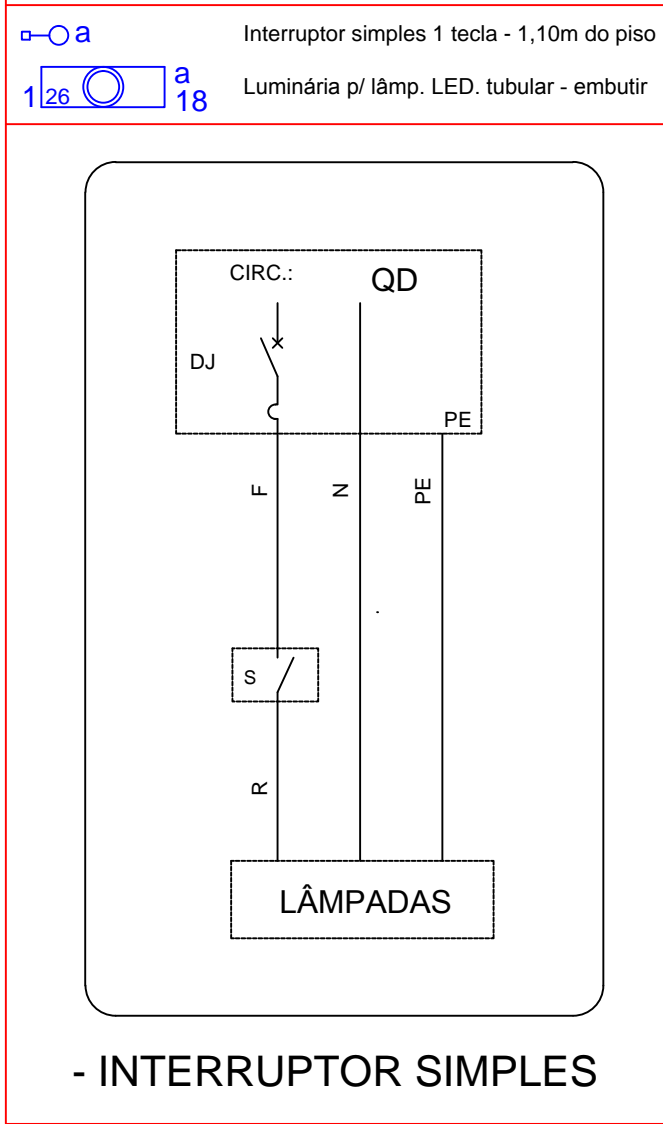 a Interruptor simples 1 tecla - 1,10m do piso
1 26 a 18 Luminária p/ lâmp. LED. tubular - embutir
CIRC.: QD
DJ
PE
F N PE
S
R
LÂMPADAS
- INTERRUPTOR SIMPLES